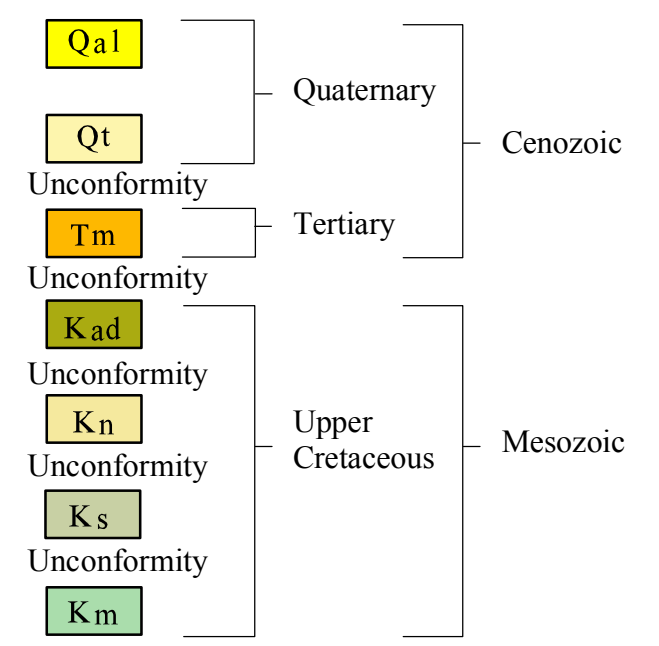 Qal
Quaternary
Qt
Cenozoic
Unconformity
Tm
Tertiary
Unconformity
Kad
Unconformity
Kn
Upper
Cretaceous
Mesozoic
Unconformity
Ks
Unconformity
Km